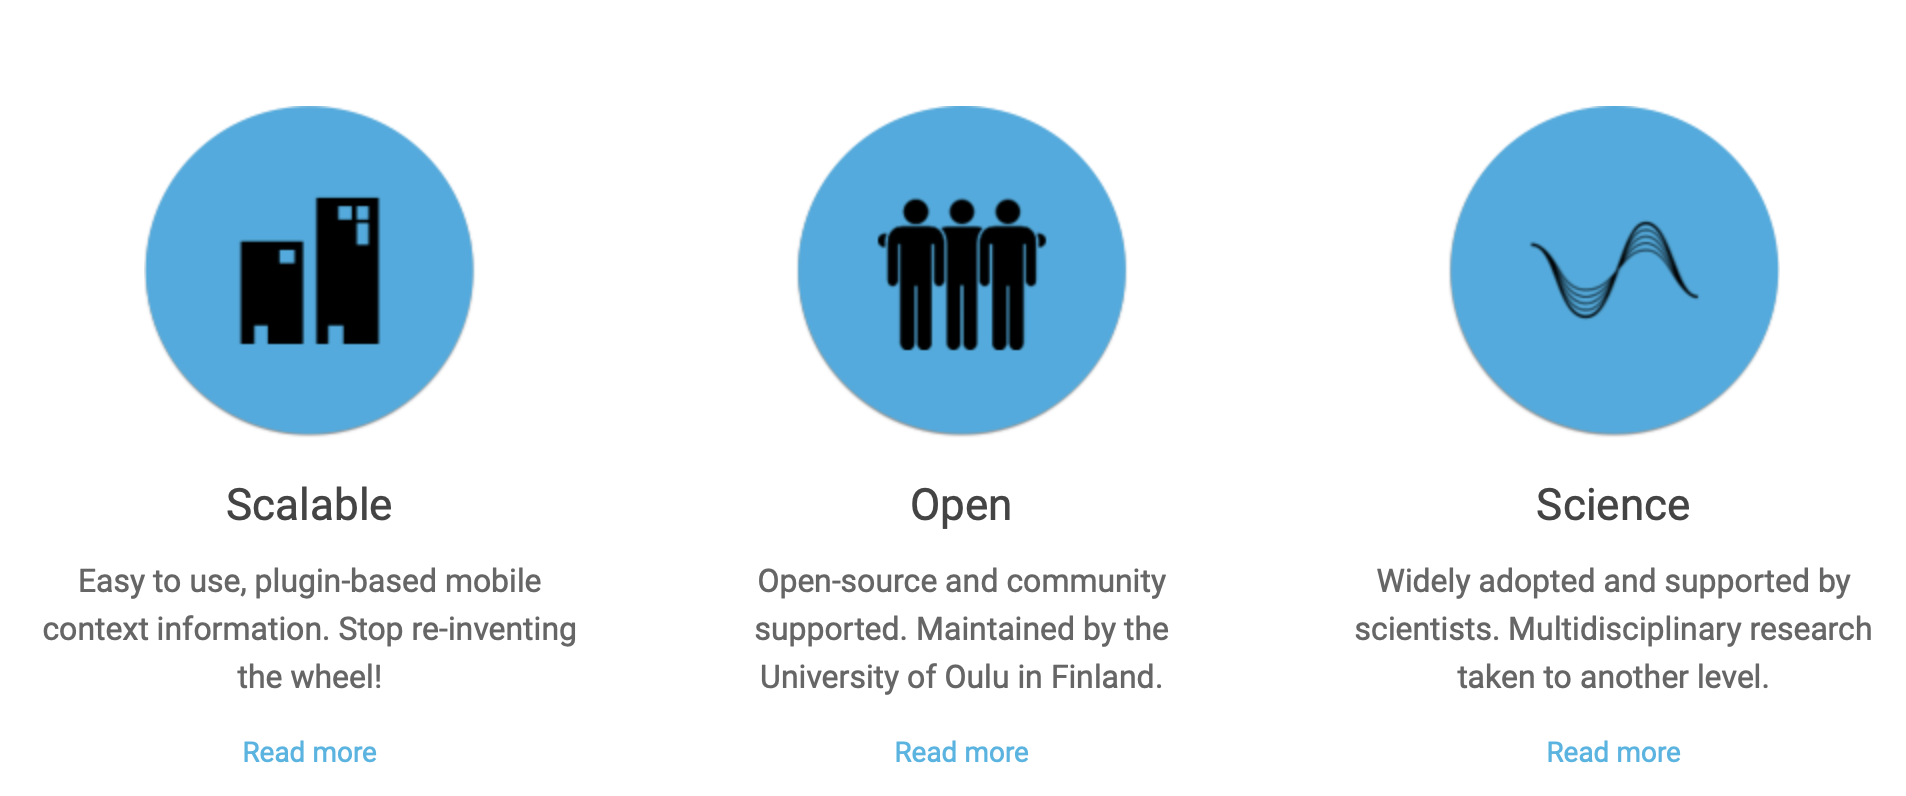 Scalable
Easy to use, plugin-based mobile
context information. Stop re-inventing
the wheel!
Read more
Open
Open-source and community
supported. Maintained by the
University of Oulu in Finland.
Read more
Science
Widely adopted and supported by
scientists. Multidisciplinary research
taken to another level.
Read more